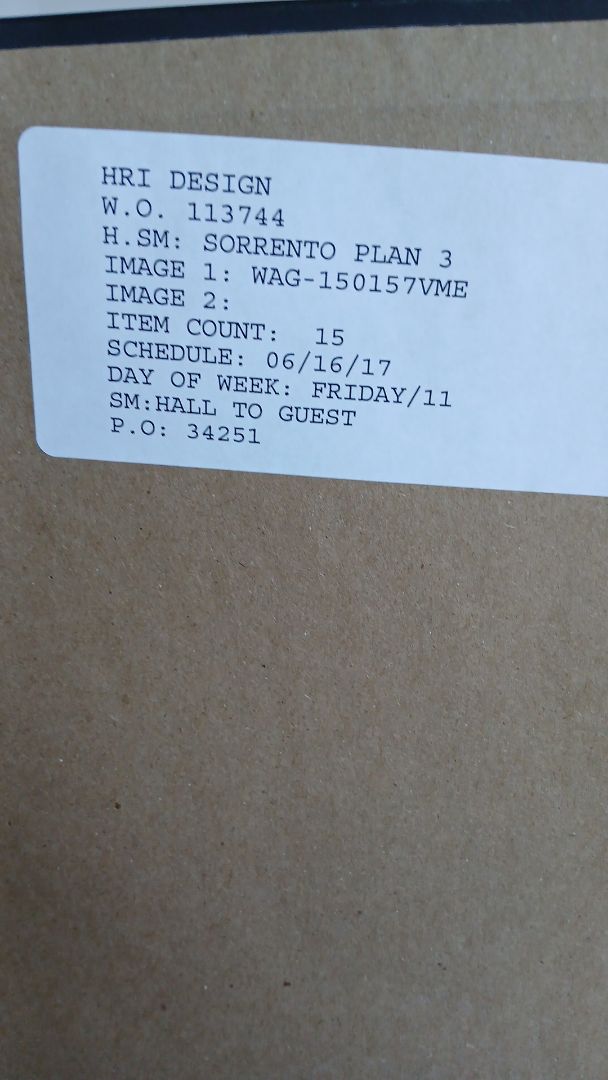 HRI DESIGN
W.O. 113744
H.SM: SORRENTO PLAN 3
IMAGE 1: WAG-150157VME
IMAGE 2:
ITEM COUNT: 15
SCHEDULE: 06/16/17
DAY OF WEEK: FRIDAY/11
SM:HALL TO GUEST
P.O: 34251